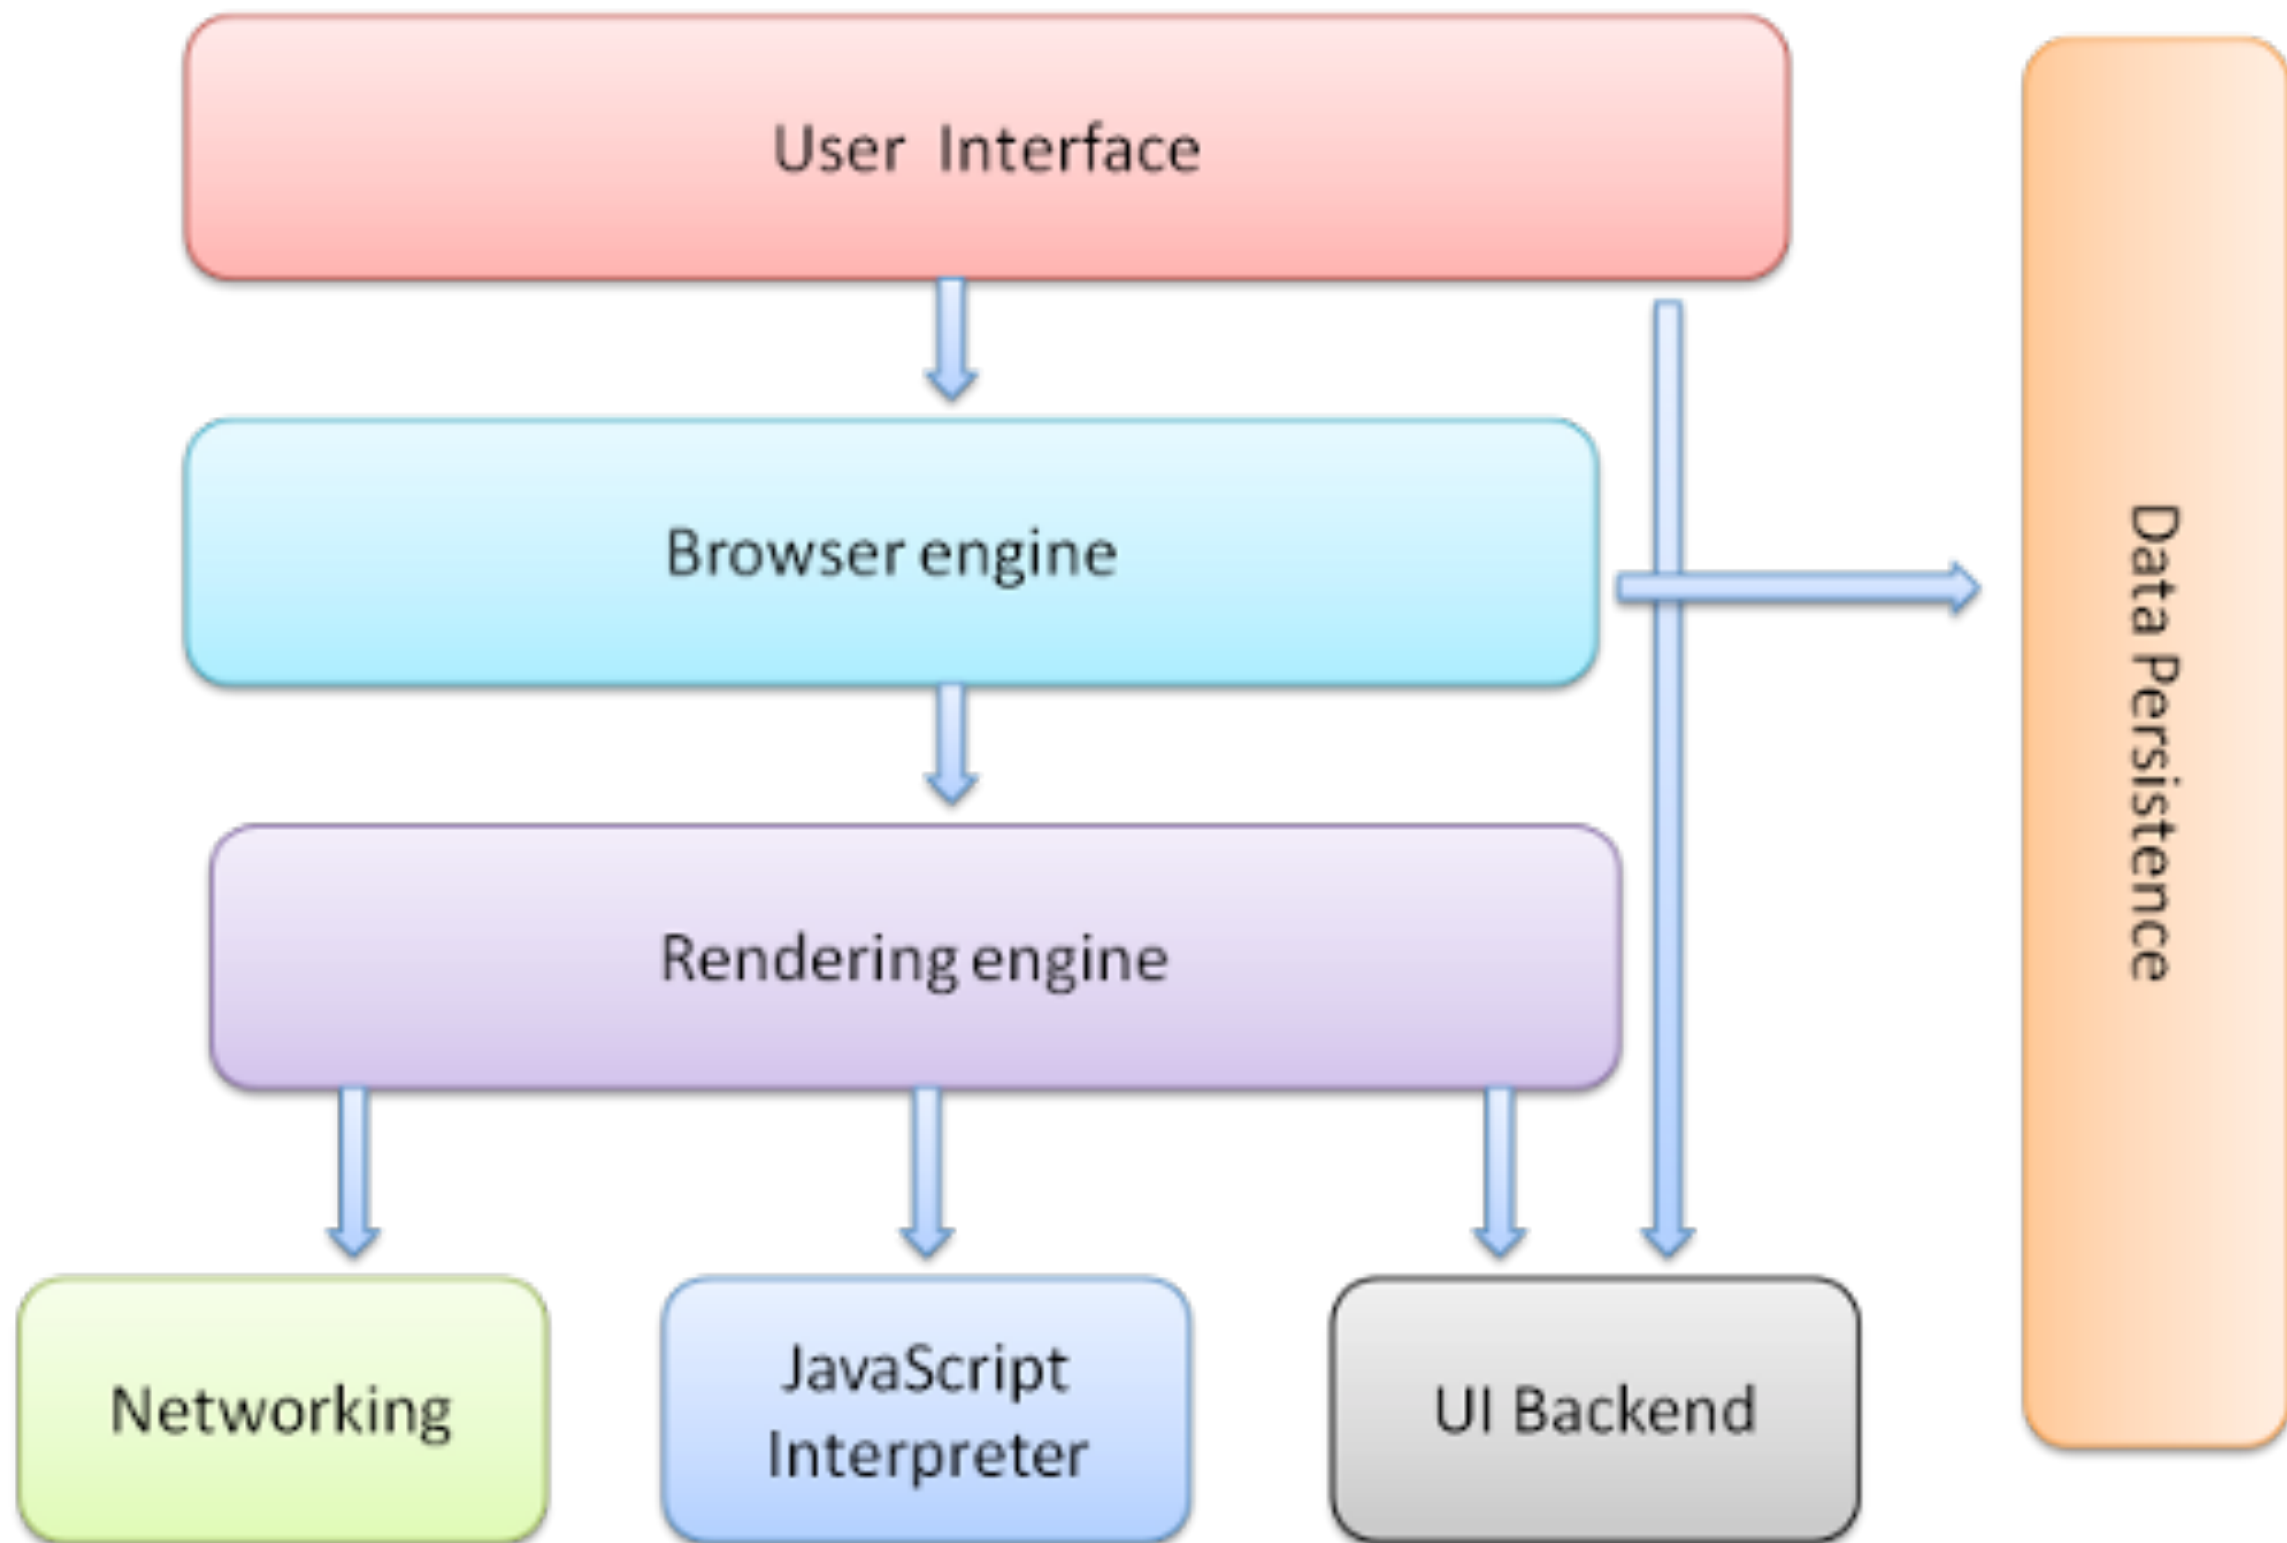 User Interface
Browser engine
Data Persistence
Rendering engine
Networking
JavaScript
Interpreter
UI Backend